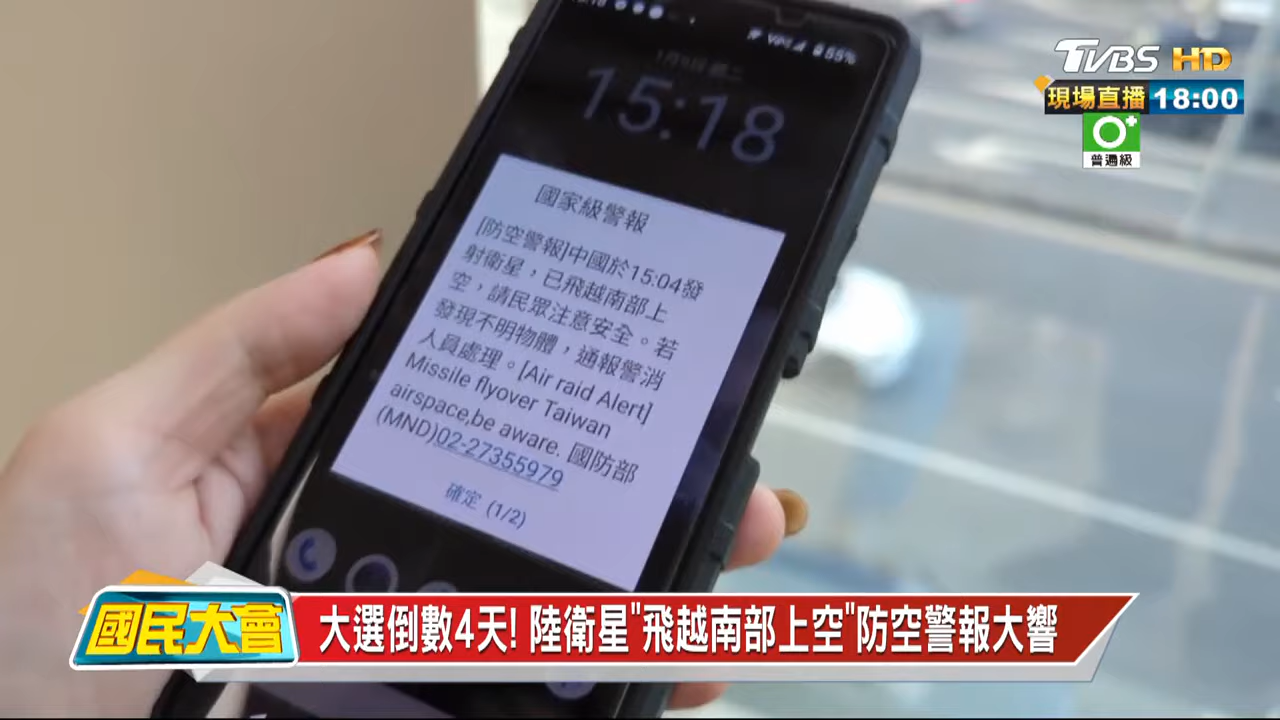 TVBS HD
現場直播 18:00
普遍級
55%
15:18
國家級警報
[防空警報]中國於15:04發
射衛星，已飛越南部上
空，請民眾注意安全。若
發現不明物體，通報警消
人員處理。[Air raid Alert]
Missile flyover Taiwan
airspace,be aware. 國防部
(MND)02-27355979
確定 (1/2)
國民大會
大選倒數4天! 陸衛星"飛越南部上空"防空警報大響